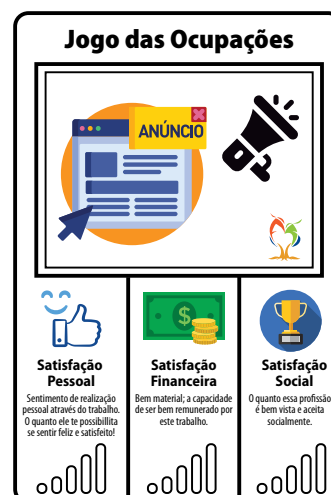 Jogo das Ocupações
ANÚNCIO
$
Satisfação
Pessoal
Sentimento de realização
pessoal através do trabalho.
O quanto ele te possibillita
se sentir feliz e satisfeito!
Satisfação
Financeira
Bem material; a capacidade
de ser bem remunerado por
este trabalho.
Satisfação
Social
O quanto essa profissão
é bem vista e aceita
socialmente.